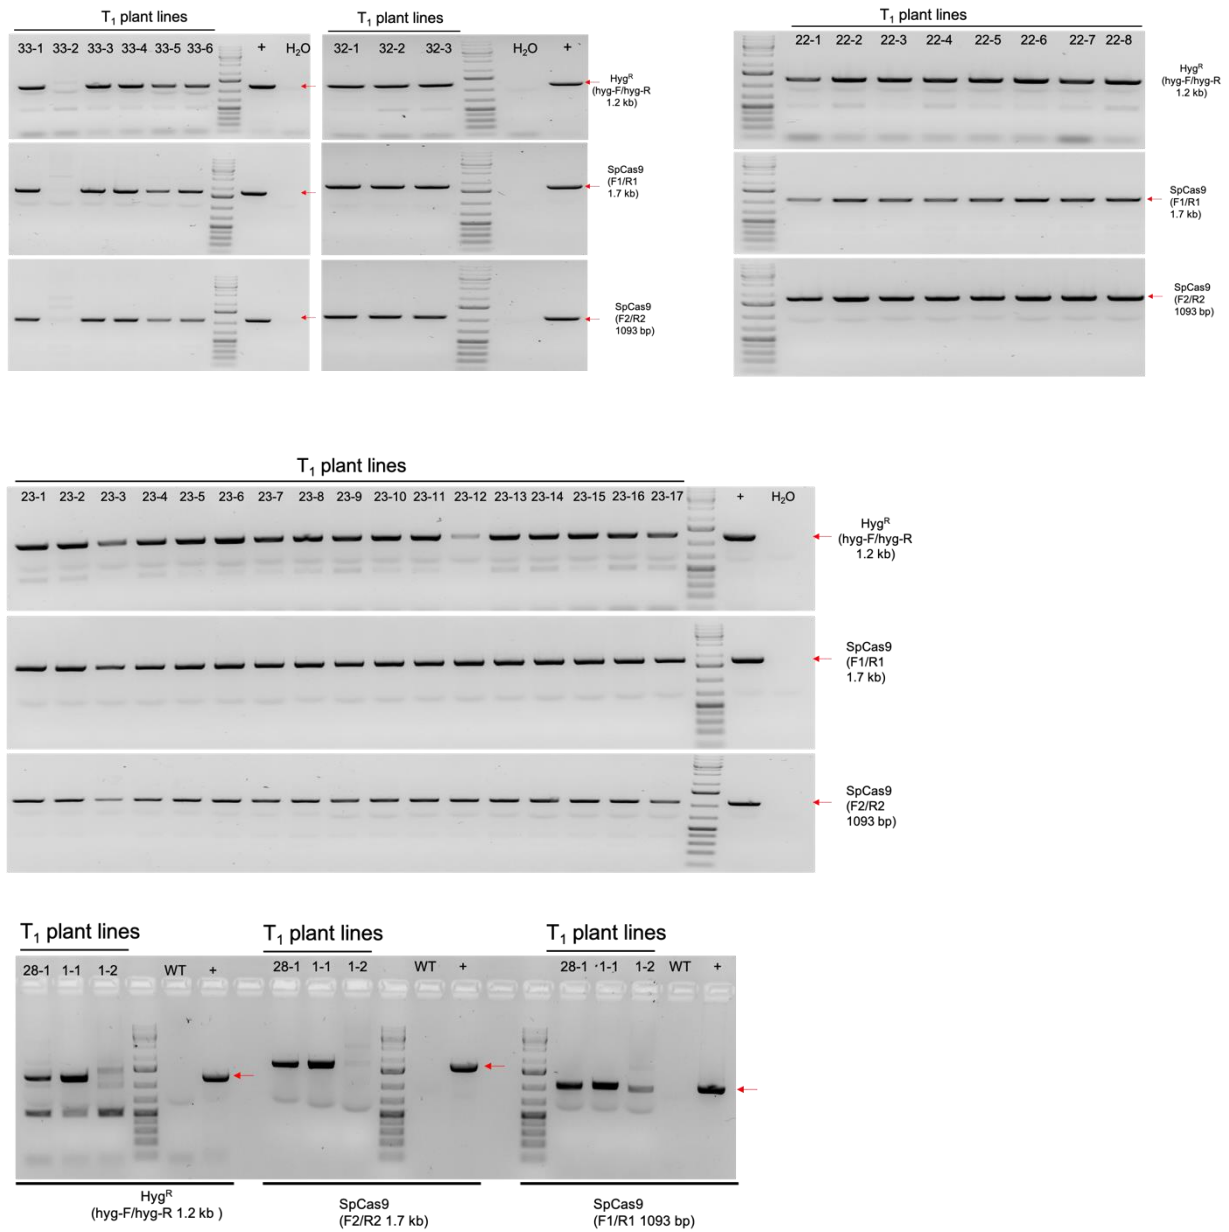 T₁ plant lines
33-1 33-2 33-3 33-4 33-5 33-6 + H₂O
T₁ plant lines
32-1 32-2 32-3 H₂O +
Hygᴿ
(hyg-F/hyg-R
1.2 kb)
SpCas9
(F1/R1
1.7 kb)
SpCas9
(F2/R2
1093 bp)
T₁ plant lines
22-1 22-2 22-3 22-4 22-5 22-6 22-7 22-8
Hygᴿ
(hyg-F/hyg-R
1.2 kb)
SpCas9
(F1/R1
1.7 kb)
SpCas9
(F2/R2
1093 bp)
T₁ plant lines
23-1 23-2 23-3 23-4 23-5 23-6 23-7 23-8 23-9 23-10 23-11 23-12 23-13 23-14 23-15 23-16 23-17 + H₂O
Hygᴿ
(hyg-F/hyg-R
1.2 kb)
SpCas9
(F1/R1
1.7 kb)
SpCas9
(F2/R2
1093 bp)
T₁ plant lines
28-1 1-1 1-2 WT +
Hygᴿ
(hyg-F/hyg-R 1.2 kb )
T₁ plant lines
28-1 1-1 1-2 WT +
SpCas9
(F2/R2 1.7 kb)
T₁ plant lines
28-1 1-1 1-2 WT +
SpCas9
(F1/R1 1093 bp)